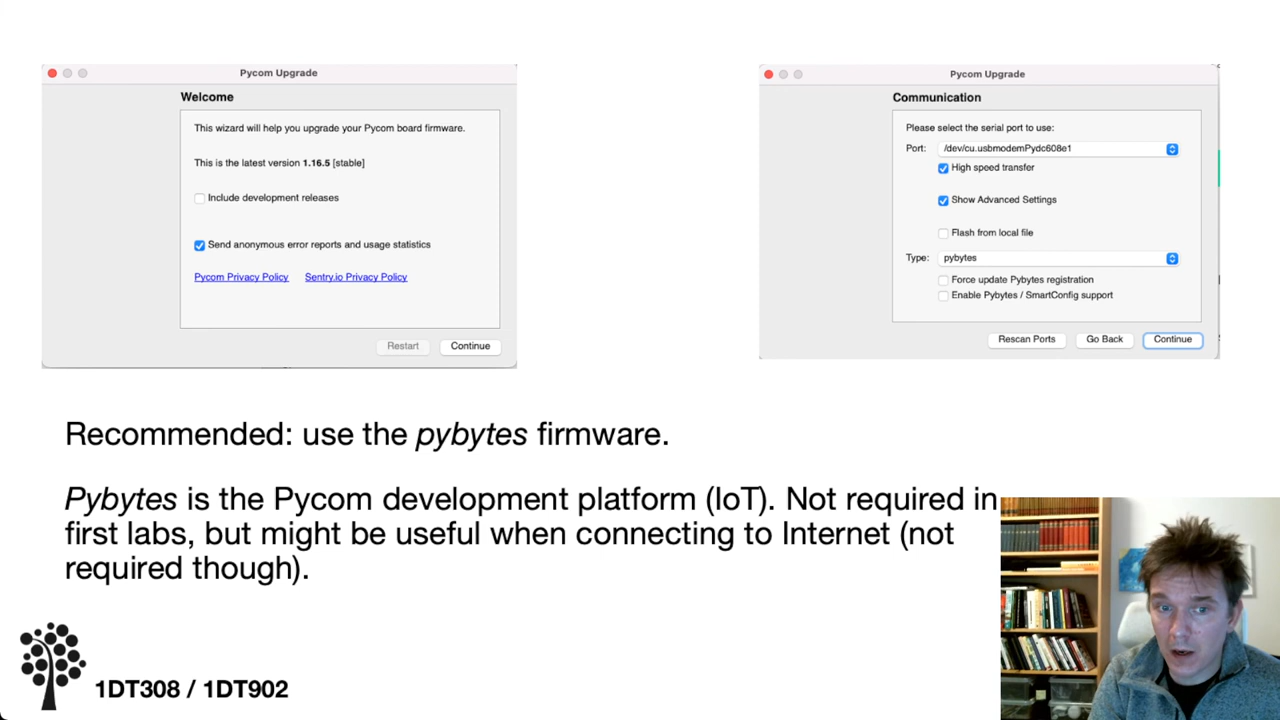 Pycom Upgrade
Welcome
This wizard will help you upgrade your Pycom board firmware.
This is the latest version 1.16.5 [stable]
Include development releases
Send anonymous error reports and usage statistics
Pycom Privacy Policy Sentry.io Privacy Policy
Restart Continue
Pycom Upgrade
Communication
Please select the serial port to use:
Port: /dev/cu.usbmodemPydc608e1
High speed transfer
Show Advanced Settings
Flash from local file
Type: pybytes
Force update Pybytes registration
Enable Pybytes / SmartConfig support
Rescan Ports Go Back Continue
Recommended: use the pybytes firmware.
Pybytes is the Pycom development platform (IoT). Not required in
first labs, but might be useful when connecting to Internet (not
required though).
1DT308 / 1DT902